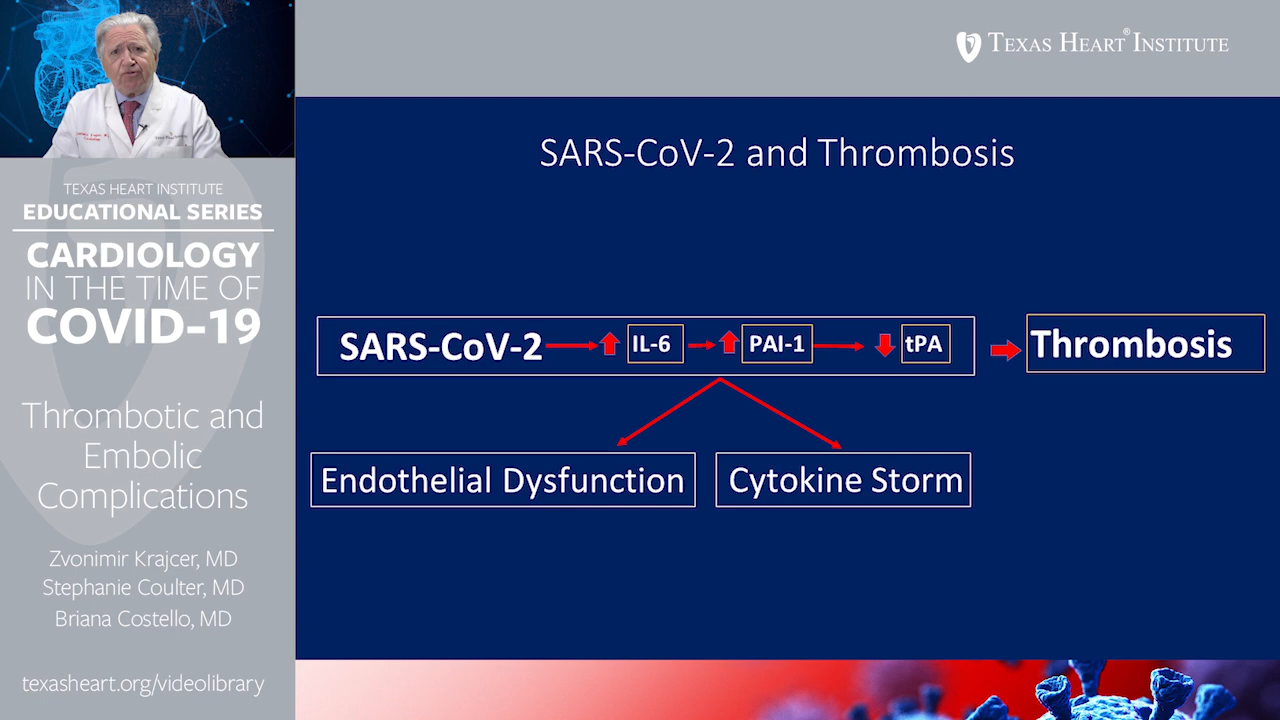 TEXAS HEART® INSTITUTE
TEXAS HEART INSTITUTE
EDUCATIONAL SERIES
CARDIOLOGY
IN THE TIME OF
COVID-19
Thrombotic and
Embolic
Complications
Zvonimir Krajcer, MD
Stephanie Coulter, MD
Briana Costello, MD
texasheart.org/videolibrary
SARS-CoV-2 and Thrombosis
SARS-CoV-2 IL-6 PAI-1 tPA Thrombosis
Endothelial Dysfunction Cytokine Storm